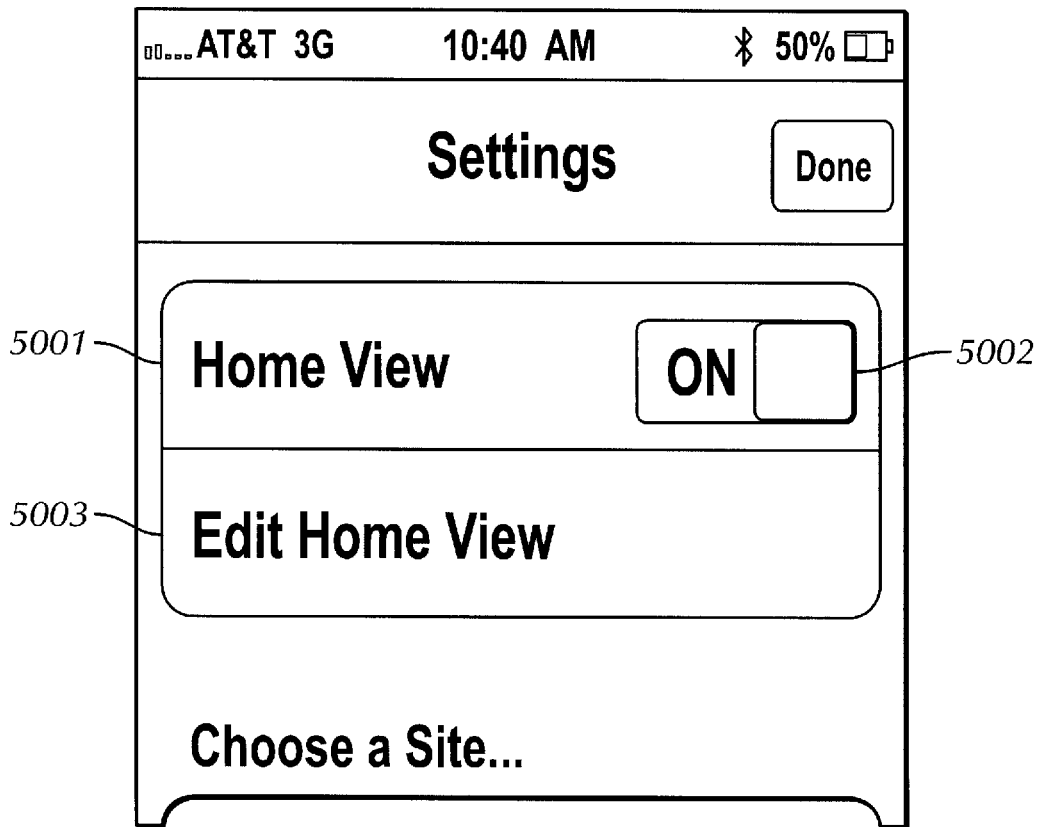 AT&T 3G 10:40 AM 50%
Settings Done
5001 Home View ON 5002
5003 Edit Home View
Choose a Site...